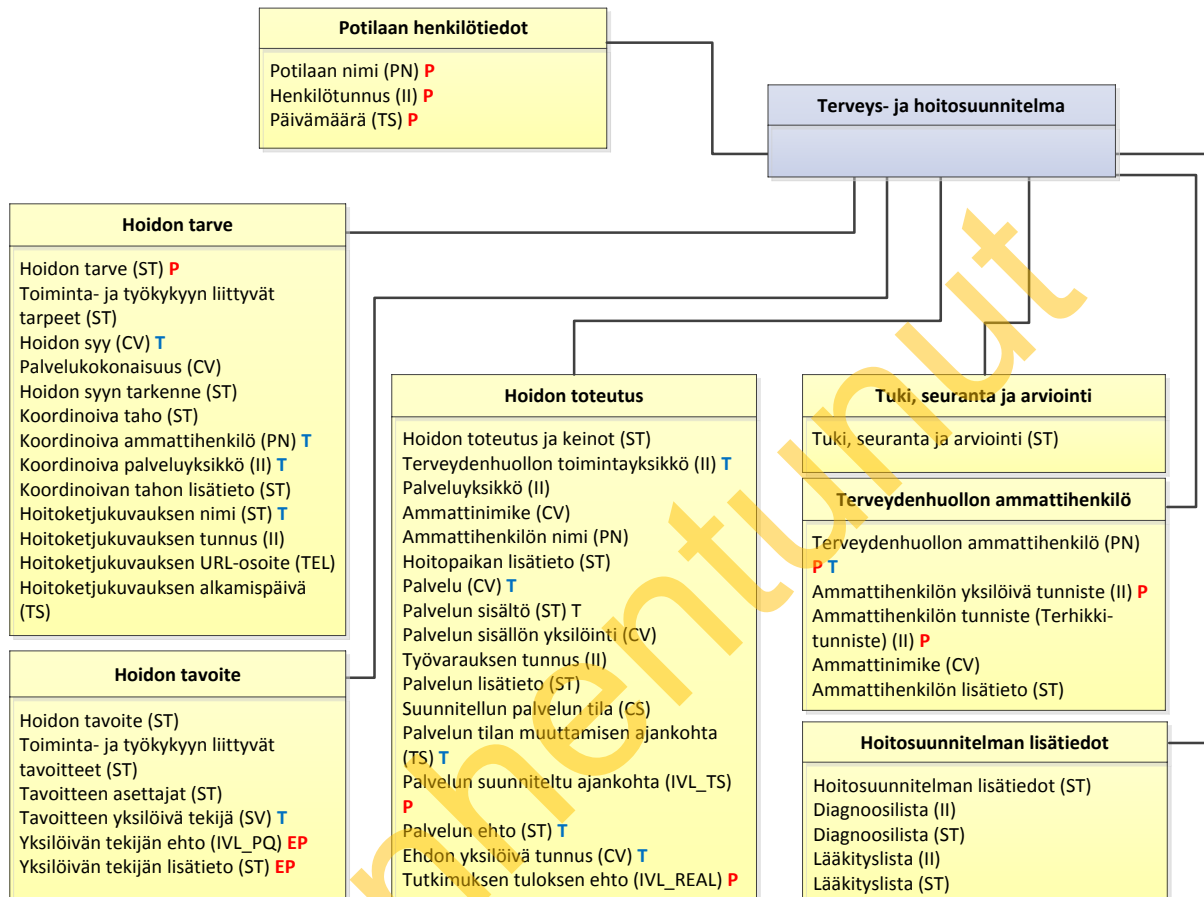 Potilaan henkilötiedot
Potilaan nimi (PN) P
Henkilötunnus (II) P
Päivämäärä (TS) P
Terveys- ja hoitosuunnitelma
Hoidon tarve
Hoidon tarve (ST) P
Toiminta- ja työkykyyn liittyvät
tarpeet (ST)
Hoidon syy (CV) T
Palvelukokonaisuus (CV)
Hoidon syyn tarkenne (ST)
Koordinoiva taho (ST)
Koordinoiva ammattihenkilö (PN) T
Koordinoiva palveluyksikkö (II) T
Koordinoivan tahon lisätieto (ST)
Hoitoketjukuvauksen nimi (ST) T
Hoitoketjukuvauksen tunnus (II)
Hoitoketjukuvauksen URL-osoite (TEL)
Hoitoketjukuvauksen alkamispäivä
(TS)
Hoidon tavoite
Hoidon tavoite (ST)
Toiminta- ja työkykyyn liittyvät
tavoitteet (ST)
Tavoitteen asettajat (ST)
Tavoitteen yksilöivä tekijä (SV) T
Yksilöivän tekijän ehto (IVL_PQ) EP
Yksilöivän tekijän lisätieto (ST) EP
Hoidon toteutus
Hoidon toteutus ja keinot (ST)
Terveydenhuollon toimintayksikkö (II) T
Palveluyksikkö (II)
Ammattinimike (CV)
Ammattihenkilön nimi (PN)
Hoitopaikan lisätieto (ST)
Palvelu (CV) T
Palvelun sisältö (ST) T
Palvelun sisällön yksilöinti (CV)
Työvarauksen tunnus (II)
Palvelun lisätieto (ST)
Suunnitellun palvelun tila (CS)
Palvelun tilan muuttamisen ajankohta
(TS) T
Palvelun suunniteltu ajankohta (IVL_TS)
P
Palvelun ehto (ST) T
Ehdon yksilöivä tunnus (CV) T
Tutkimuksen tuloksen ehto (IVL_REAL) P
Tuki, seuranta ja arviointi
Tuki, seuranta ja arviointi (ST)
Terveydenhuollon ammattihenkilö
Terveydenhuollon ammattihenkilö (PN)
P T
Ammattihenkilön yksilöivä tunniste (II) P
Ammattihenkilön tunniste (Terhikki-
tunniste) (II) P
Ammattinimike (CV)
Ammattihenkilön lisätieto (ST)
Hoitosuunnitelman lisätiedot
Hoitosuunnitelman lisätiedot (ST)
Diagnoosilista (II)
Diagnoosilista (ST)
Lääkityslista (II)
Lääkityslista (ST)
nhentunut